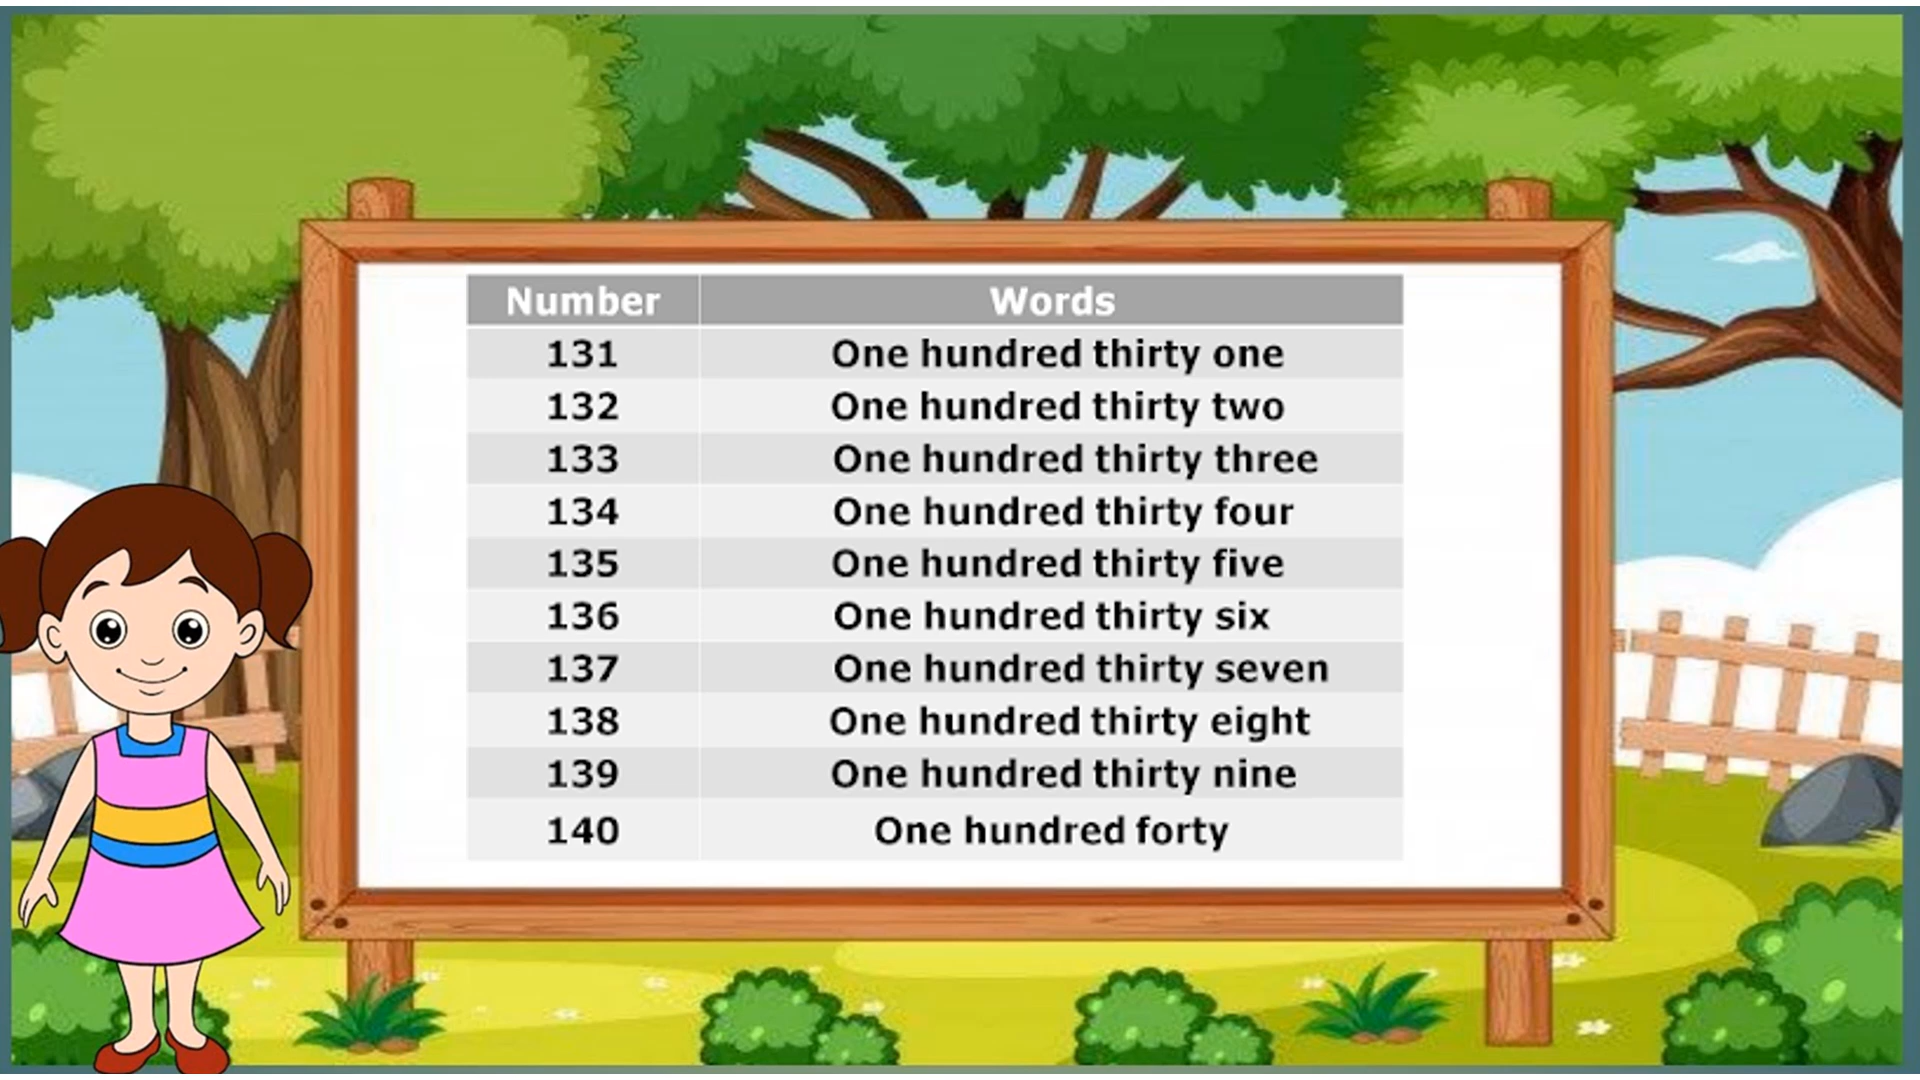 Number Words
131 One hundred thirty one
132 One hundred thirty two
133 One hundred thirty three
134 One hundred thirty four
135 One hundred thirty five
136 One hundred thirty six
137 One hundred thirty seven
138 One hundred thirty eight
139 One hundred thirty nine
140 One hundred forty